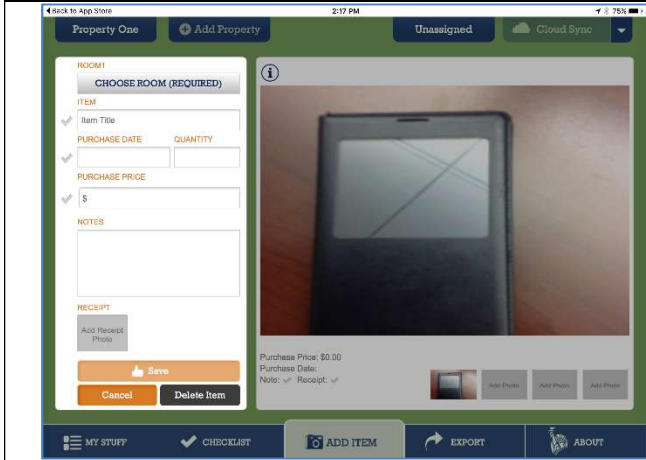 Back to App Store 2:17 PM 75%
Property One Add Property Unassigned Cloud Sync
ROOM1
CHOOSE ROOM (REQUIRED)
ITEM
Item Title
PURCHASE DATE QUANTITY
PURCHASE PRICE
$
NOTES
RECEIPT
Add Receipt
Photo
Save
Cancel Delete Item
i
Purchase Price: $0.00
Purchase Date:
Note: Receipt:
Add Photo Add Photo Add Photo
MY STUFF CHECKLIST ADD ITEM EXPORT ABOUT